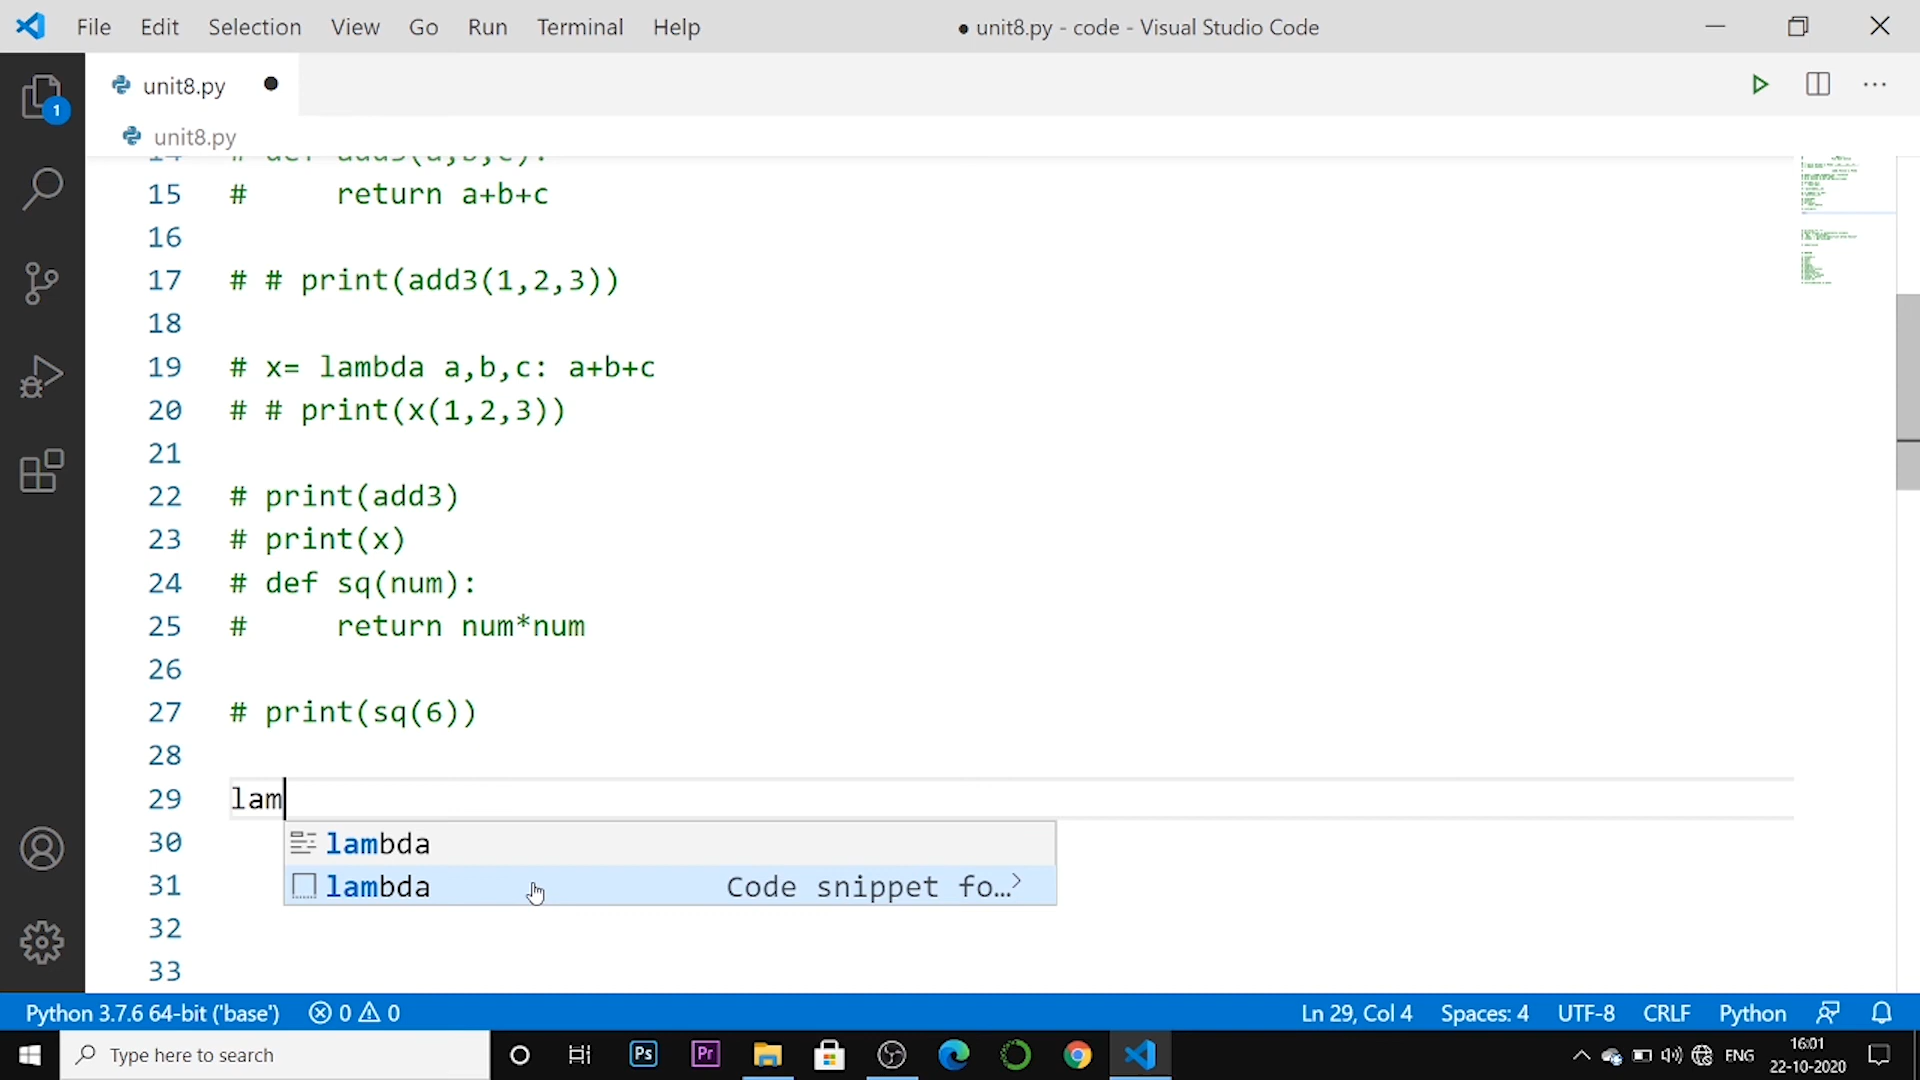 File Edit Selection View Go Run Terminal Help
● unit8.py - code - Visual Studio Code
unit8.py
1
unit8.py
14 # def add3(a,b,c):
15 #     return a+b+c
16
17 # # print(add3(1,2,3))
18
19 # x= lambda a,b,c: a+b+c
20 # # print(x(1,2,3))
21
22 # print(add3)
23 # print(x)
24 # def sq(num):
25 #     return num*num
26
27 # print(sq(6))
28
29 lam
30 lambda
31 lambda Code snippet fo…
32
33
Python 3.7.6 64-bit ('base') 0 0 Ln 29, Col 4 Spaces: 4 UTF-8 CRLF Python
Type here to search Ps Pr ENG 16:01
22-10-2020